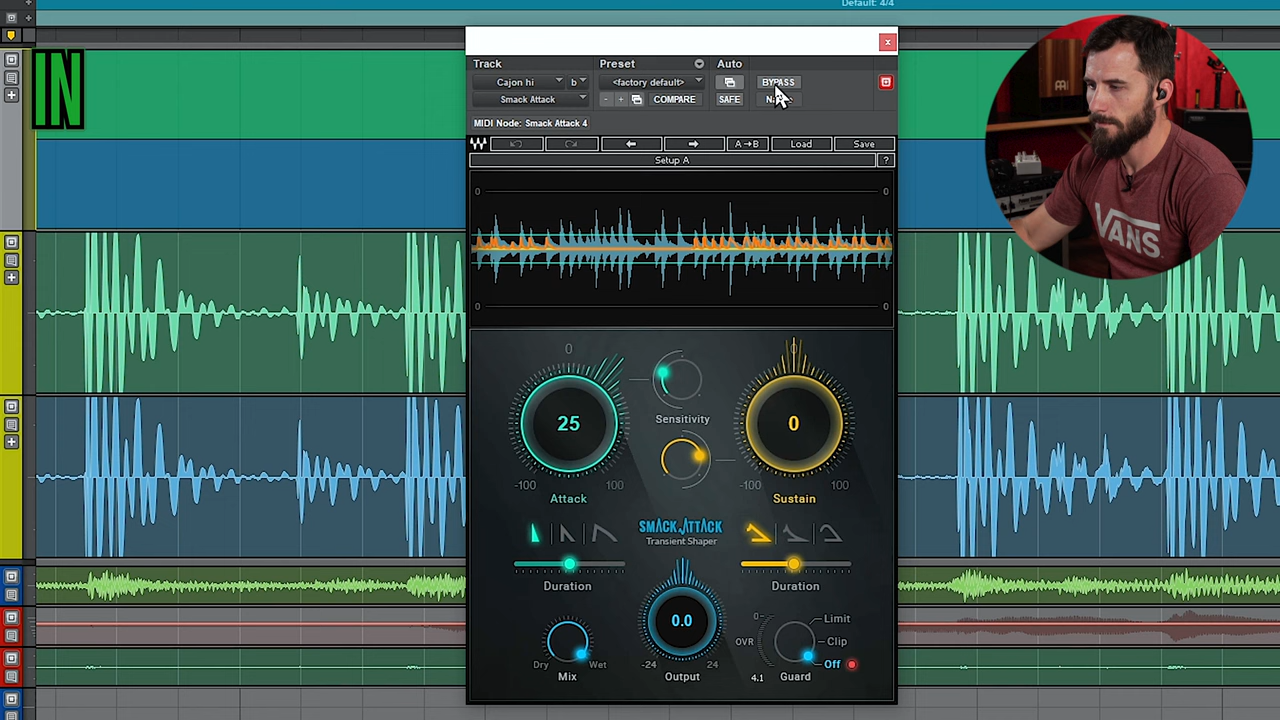 Default: 4/4
IN
Track
Preset
Auto
Cajon hi
b
<factory default>
BYPASS
Smack Attack
-
+
COMPARE
SAFE
MIDI Node: Smack Attack 4
A→B
Load
Save
Setup A
?
0
0
0
0
0
0
25
0
Sensitivity
-100
100
-100
100
Attack
Sustain
SMACK ATTACK
Transient Shaper
Duration
Duration
0.0
0
Limit
OVR
Clip
Dry
Wet
-24
24
Off
Mix
Output
4.1
Guard
VANS